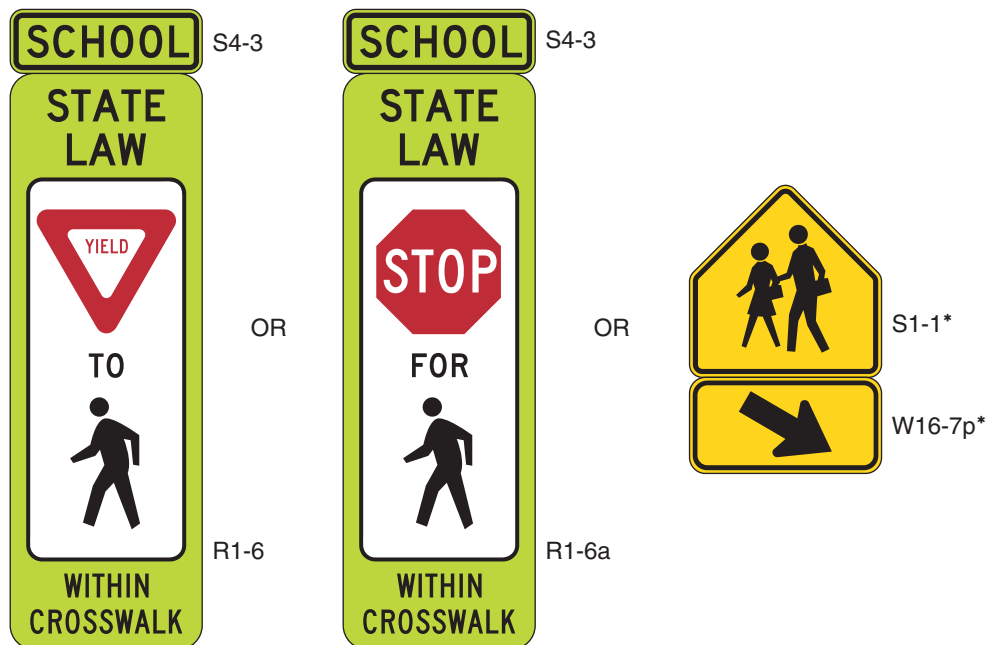 SCHOOL
S4-3
STATE
LAW
YIELD
TO
R1-6
WITHIN
CROSSWALK
OR
SCHOOL
S4-3
STATE
LAW
STOP
FOR
R1-6a
WITHIN
CROSSWALK
OR
S1-1*
W16-7p*